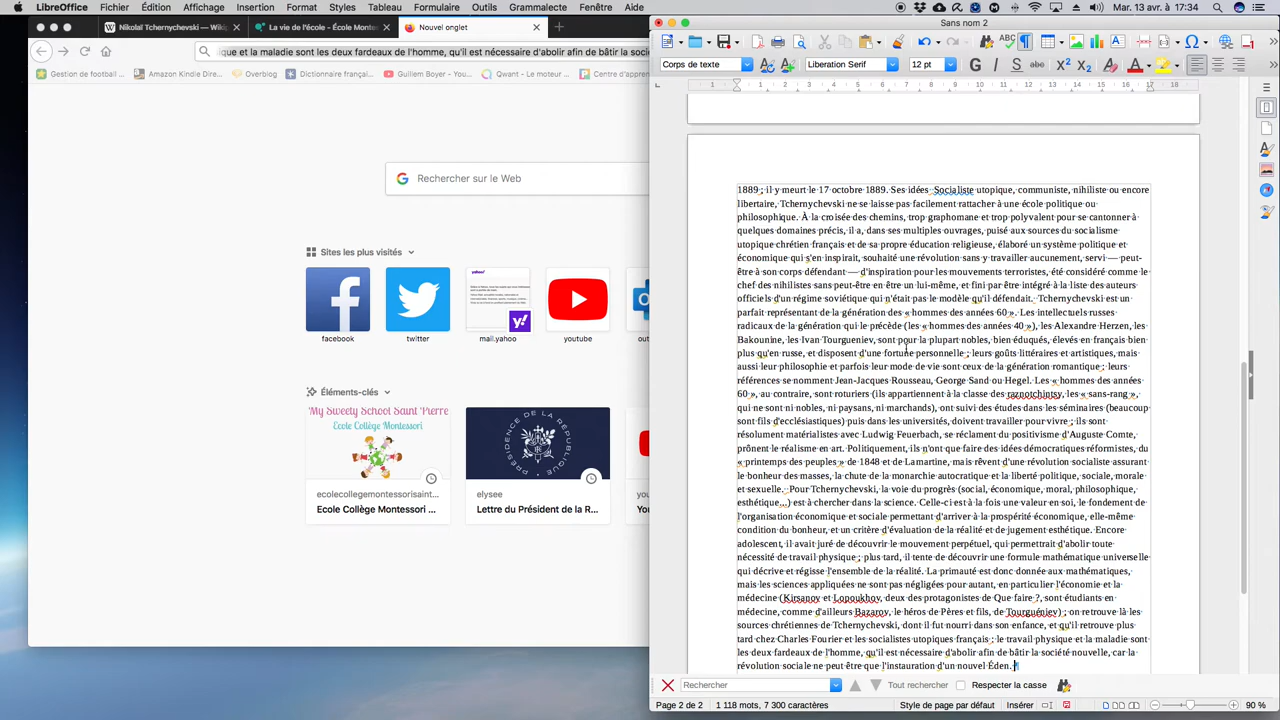 LibreOffice Fichier Édition Affichage Insertion Format Styles Tableau Formulaire Outils Grammalecte Fenêtre Aide
Mar. 13 avr. à 17:34
Nikolaï Tchernychevski — Wiki
La vie de l'école - École Monte
Nouvel onglet
ique et la maladie sont les deux fardeaux de l'homme, qu'il est nécessaire d'abolir afin de bâtir la soci
Gestion de football ... Amazon Kindle Dire... Overblog Dictionnaire françai... Guillem Boyer - You... Qwant - Le moteur ... Centre d'appren
Rechercher sur le Web
Sites les plus visités
facebook twitter mail.yahoo youtube out
Éléments-clés
My Sweety School Saint Pierre
Ecole Collège Montessori
PRÉSIDENCE DE LA RÉPUBLIQUE
ecolecollegemontessorisaint...
Ecole Collège Montessori ...
elysee
Lettre du Président de la R...
you
You
Sans nom 2
Corps de texte Liberation Serif 12 pt G I S abc X² X₂
1 1 2 3 4 5 6 7 8 9 10 11 12 13 14 15 16 17 18
1889 ; il y meurt le 17 octobre 1889. Ses idées Socialiste utopique, communiste, nihiliste ou encore
libertaire, Tchernychevski ne se laisse pas facilement rattacher à une école politique ou
philosophique. À la croisée des chemins, trop graphomane et trop polyvalent pour se cantonner à
quelques domaines précis, il a, dans ses multiples ouvrages, puisé aux sources du socialisme
utopique chrétien français et de sa propre éducation religieuse, élaboré un système politique et
économique qui s'en inspirait, souhaité une révolution sans y travailler aucunement, servi — peut-
être à son corps défendant — d'inspiration pour les mouvements terroristes, été considéré comme le
chef des nihilistes sans peut-être en être un lui-même, et fini par être intégré à la liste des auteurs
officiels d'un régime soviétique qui n'était pas le modèle qu'il défendait. Tchernychevski est un
parfait représentant de la génération des « hommes des années 60 ». Les intellectuels russes
radicaux de la génération qui le précède (les « hommes des années 40 »), les Alexandre Herzen, les
Bakounine, les Ivan Tourgueniev, sont pour la plupart nobles, bien éduqués, élevés en français bien
plus qu'en russe, et disposent d'une fortune personnelle ; leurs goûts littéraires et artistiques, mais
aussi leur philosophie et parfois leur mode de vie sont ceux de la génération romantique ; leurs
références se nomment Jean-Jacques Rousseau, George Sand ou Hegel. Les « hommes des années
60 », au contraire, sont roturiers (ils appartiennent à la classe des raznotchintsy, les « sans-rang »,
qui ne sont ni nobles, ni paysans, ni marchands), ont suivi des études dans les séminaires (beaucoup
sont fils d'ecclésiastiques) puis dans les universités, doivent travailler pour vivre ; ils sont
résolument matérialistes avec Ludwig Feuerbach, se réclament du positivisme d'Auguste Comte,
prônent le réalisme en art. Politiquement, ils n'ont que faire des idées démocratiques réformistes, du
« printemps des peuples » de 1848 et de Lamartine, mais rêvent d'une révolution socialiste assurant
le bonheur des masses, la chute de la monarchie autocratique et la liberté politique, sociale, morale
et sexuelle. Pour Tchernychevski, la voie du progrès (social, économique, moral, philosophique,
esthétique...) est à chercher dans la science. Celle-ci est à la fois une valeur en soi, le fondement de
l'organisation économique et sociale permettant d'arriver à la prospérité économique, elle-même
condition du bonheur, et un critère d'évaluation de la réalité et de jugement esthétique. Encore
adolescent, il avait juré de découvrir le mouvement perpétuel, qui permettrait d'abolir toute
nécessité de travail physique ; plus tard, il tente de découvrir une formule mathématique universelle
qui décrive et régisse l'ensemble de la réalité. La primauté est donc donnée aux mathématiques,
mais les sciences appliquées ne sont pas négligées pour autant, en particulier l'économie et la
médecine (Kirsanov et Lopoukhov, deux des protagonistes de Que faire ?, sont étudiants en
médecine, comme d'ailleurs Bazarov, le héros de Pères et fils, de Tourguéniev) ; on retrouve là les
sources chrétiennes de Tchernychevski, dont il fut nourri dans son enfance, et qu'il retrouve plus
tard chez Charles Fourier et les socialistes utopiques français : le travail physique et la maladie sont
les deux fardeaux de l'homme, qu'il est nécessaire d'abolir afin de bâtir la société nouvelle, car la
révolution sociale ne peut être que l'instauration d'un nouvel Éden. ¶
Rechercher Tout rechercher Respecter la casse
Page 2 de 2 1 118 mots, 7 300 caractères Style de page par défaut Insérer 90 %